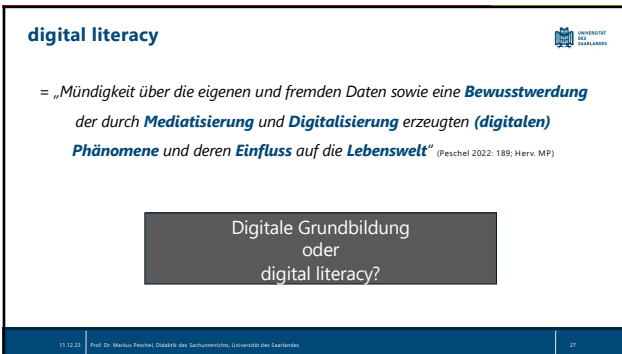 digital literacy
UNIVERSITÄT
DES
SAARLANDES
= „Mündigkeit über die eigenen und fremden Daten sowie eine Bewusstwerdung
der durch Mediatisierung und Digitalisierung erzeugten (digitalen)
Phänomene und deren Einfluss auf die Lebenswelt“ (Peschel 2022: 189; Herv. MP)
Digitale Grundbildung
oder
digital literacy?
11.12.23 Prof. Dr. Markus Peschel, Didaktik des Sachunterrichts, Universität des Saarlandes 27